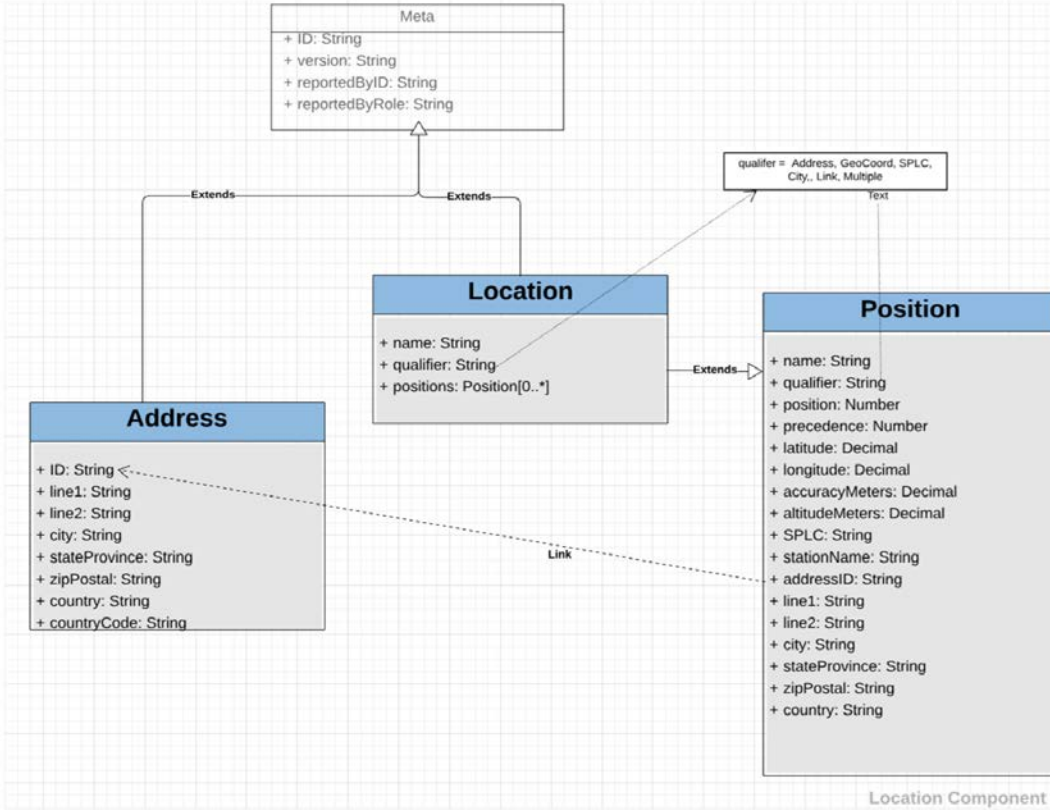 Meta
+ ID: String
+ version: String
+ reportedByID: String
+ reportedByRole: String
qualifer = Address, GeoCoord, SPLC,
City,, Link, Multiple
Text
Extends
Extends
Location
+ name: String
+ qualifier: String
+ positions: Position[0..*]
Extends
Position
+ name: String
+ qualifier: String
+ position: Number
+ precedence: Number
+ latitude: Decimal
+ longitude: Decimal
+ accuracyMeters: Decimal
+ altitudeMeters: Decimal
+ SPLC: String
+ stationName: String
+ addressID: String
+ line1: String
+ line2: String
+ city: String
+ stateProvince: String
+ zipPostal: String
+ country: String
Address
+ ID: String
+ line1: String
+ line2: String
+ city: String
+ stateProvince: String
+ zipPostal: String
+ country: String
+ countryCode: String
Link
Location Component